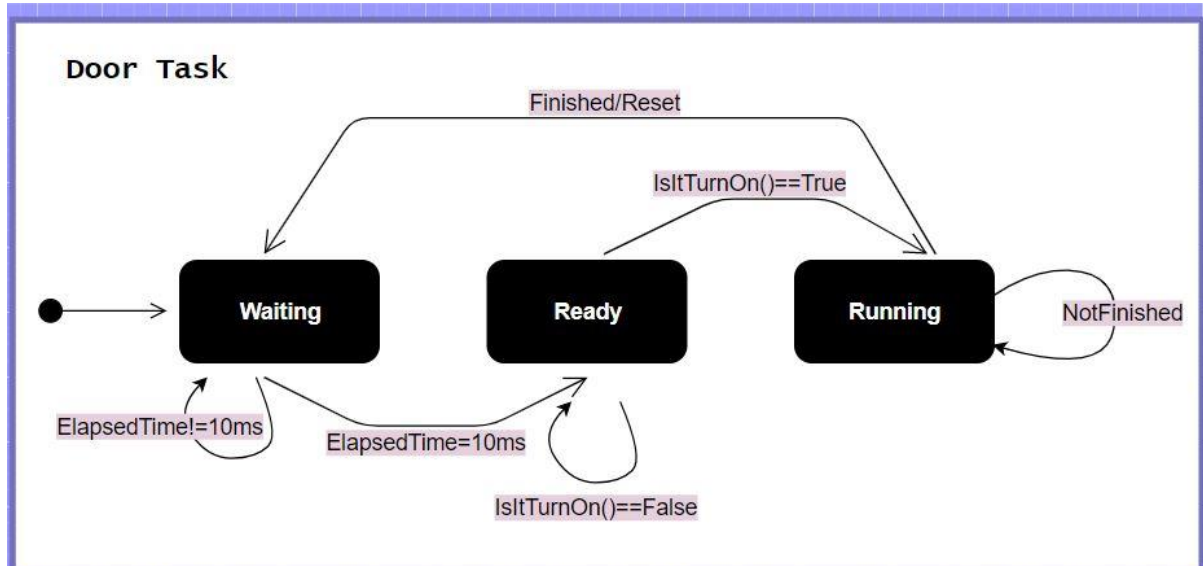 Door Task
Finished/Reset
IsItTurnOn()==True
Waiting
Ready
Running
NotFinished
ElapsedTime!=10ms
ElapsedTime=10ms
IsItTurnOn()==False